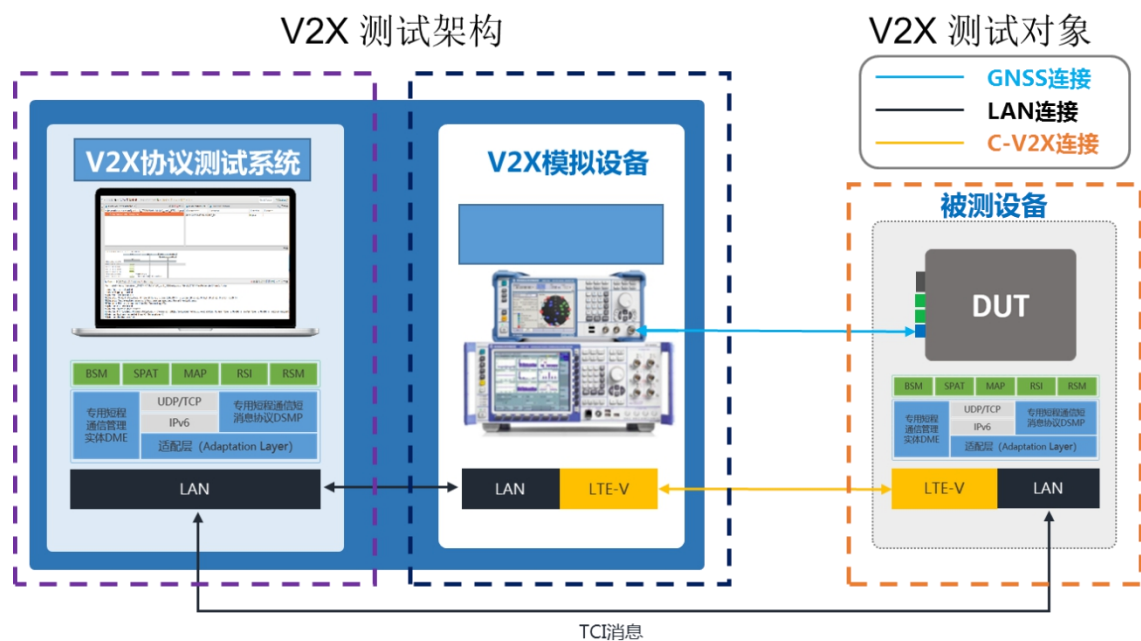 V2X 测试架构
V2X 测试对象
GNSS连接
LAN连接
C-V2X连接
V2X协议测试系统
V2X模拟设备
被测设备
DUT
BSM
SPAT
MAP
RSI
RSM
专用短程
通信管理
实体DME
UDP/TCP
IPv6
专用短程通信短
消息协议DSMP
适配层 (Adaptation Layer)
LAN
LAN
LTE-V
BSM
SPAT
MAP
RSI
RSM
专用短程
通信管理
实体DME
UDP/TCP
IPv6
专用短程通信短
消息协议DSMP
适配层 (Adaptation Layer)
LTE-V
LAN
TCI消息